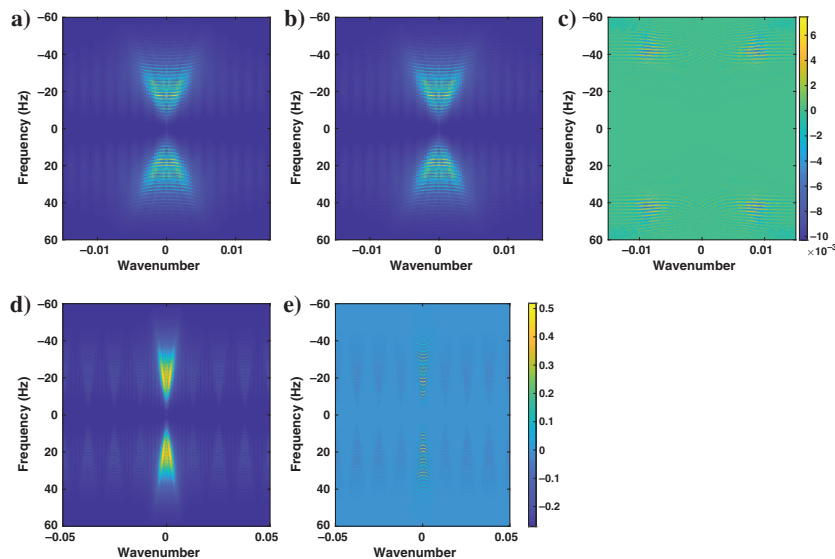 a) b) c)
−60 −60 −60 6
−40 −40 −40 4
−20 −20 −20 2
0 0 0 0
−2
20 20 20 −4
−6
40 40 40 −8
60 60 60 −10
Frequency (Hz) Frequency (Hz) Frequency (Hz)
−0.01 0 0.01 −0.01 0 0.01 −0.01 0 0.01 ×10⁻³
Wavenumber Wavenumber Wavenumber
d) e)
−60 −60 0.5
−40 −40 0.4
−20 −20 0.3
0.2
0 0 0.1
20 20 0
40 40 −0.1
60 60 −0.2
Frequency (Hz) Frequency (Hz)
−0.05 0 0.05 −0.05 0 0.05
Wavenumber Wavenumber